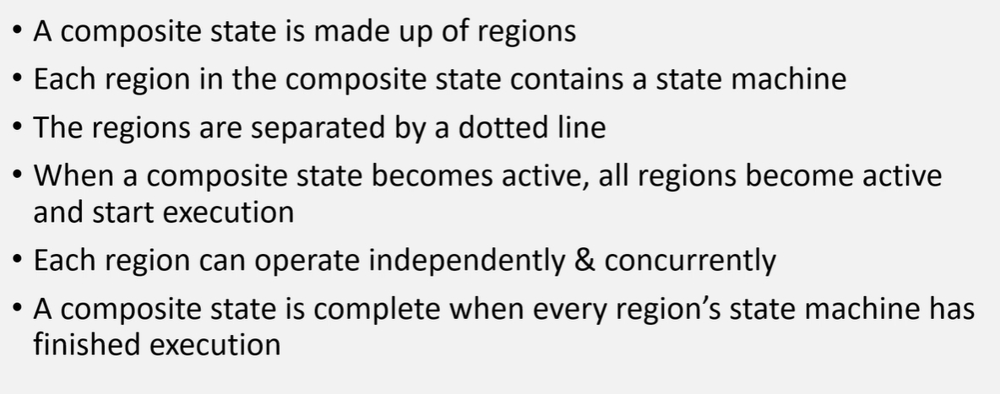 • A composite state is made up of regions
• Each region in the composite state contains a state machine
• The regions are separated by a dotted line
• When a composite state becomes active, all regions become active
and start execution
• Each region can operate independently & concurrently
• A composite state is complete when every region’s state machine has
finished execution